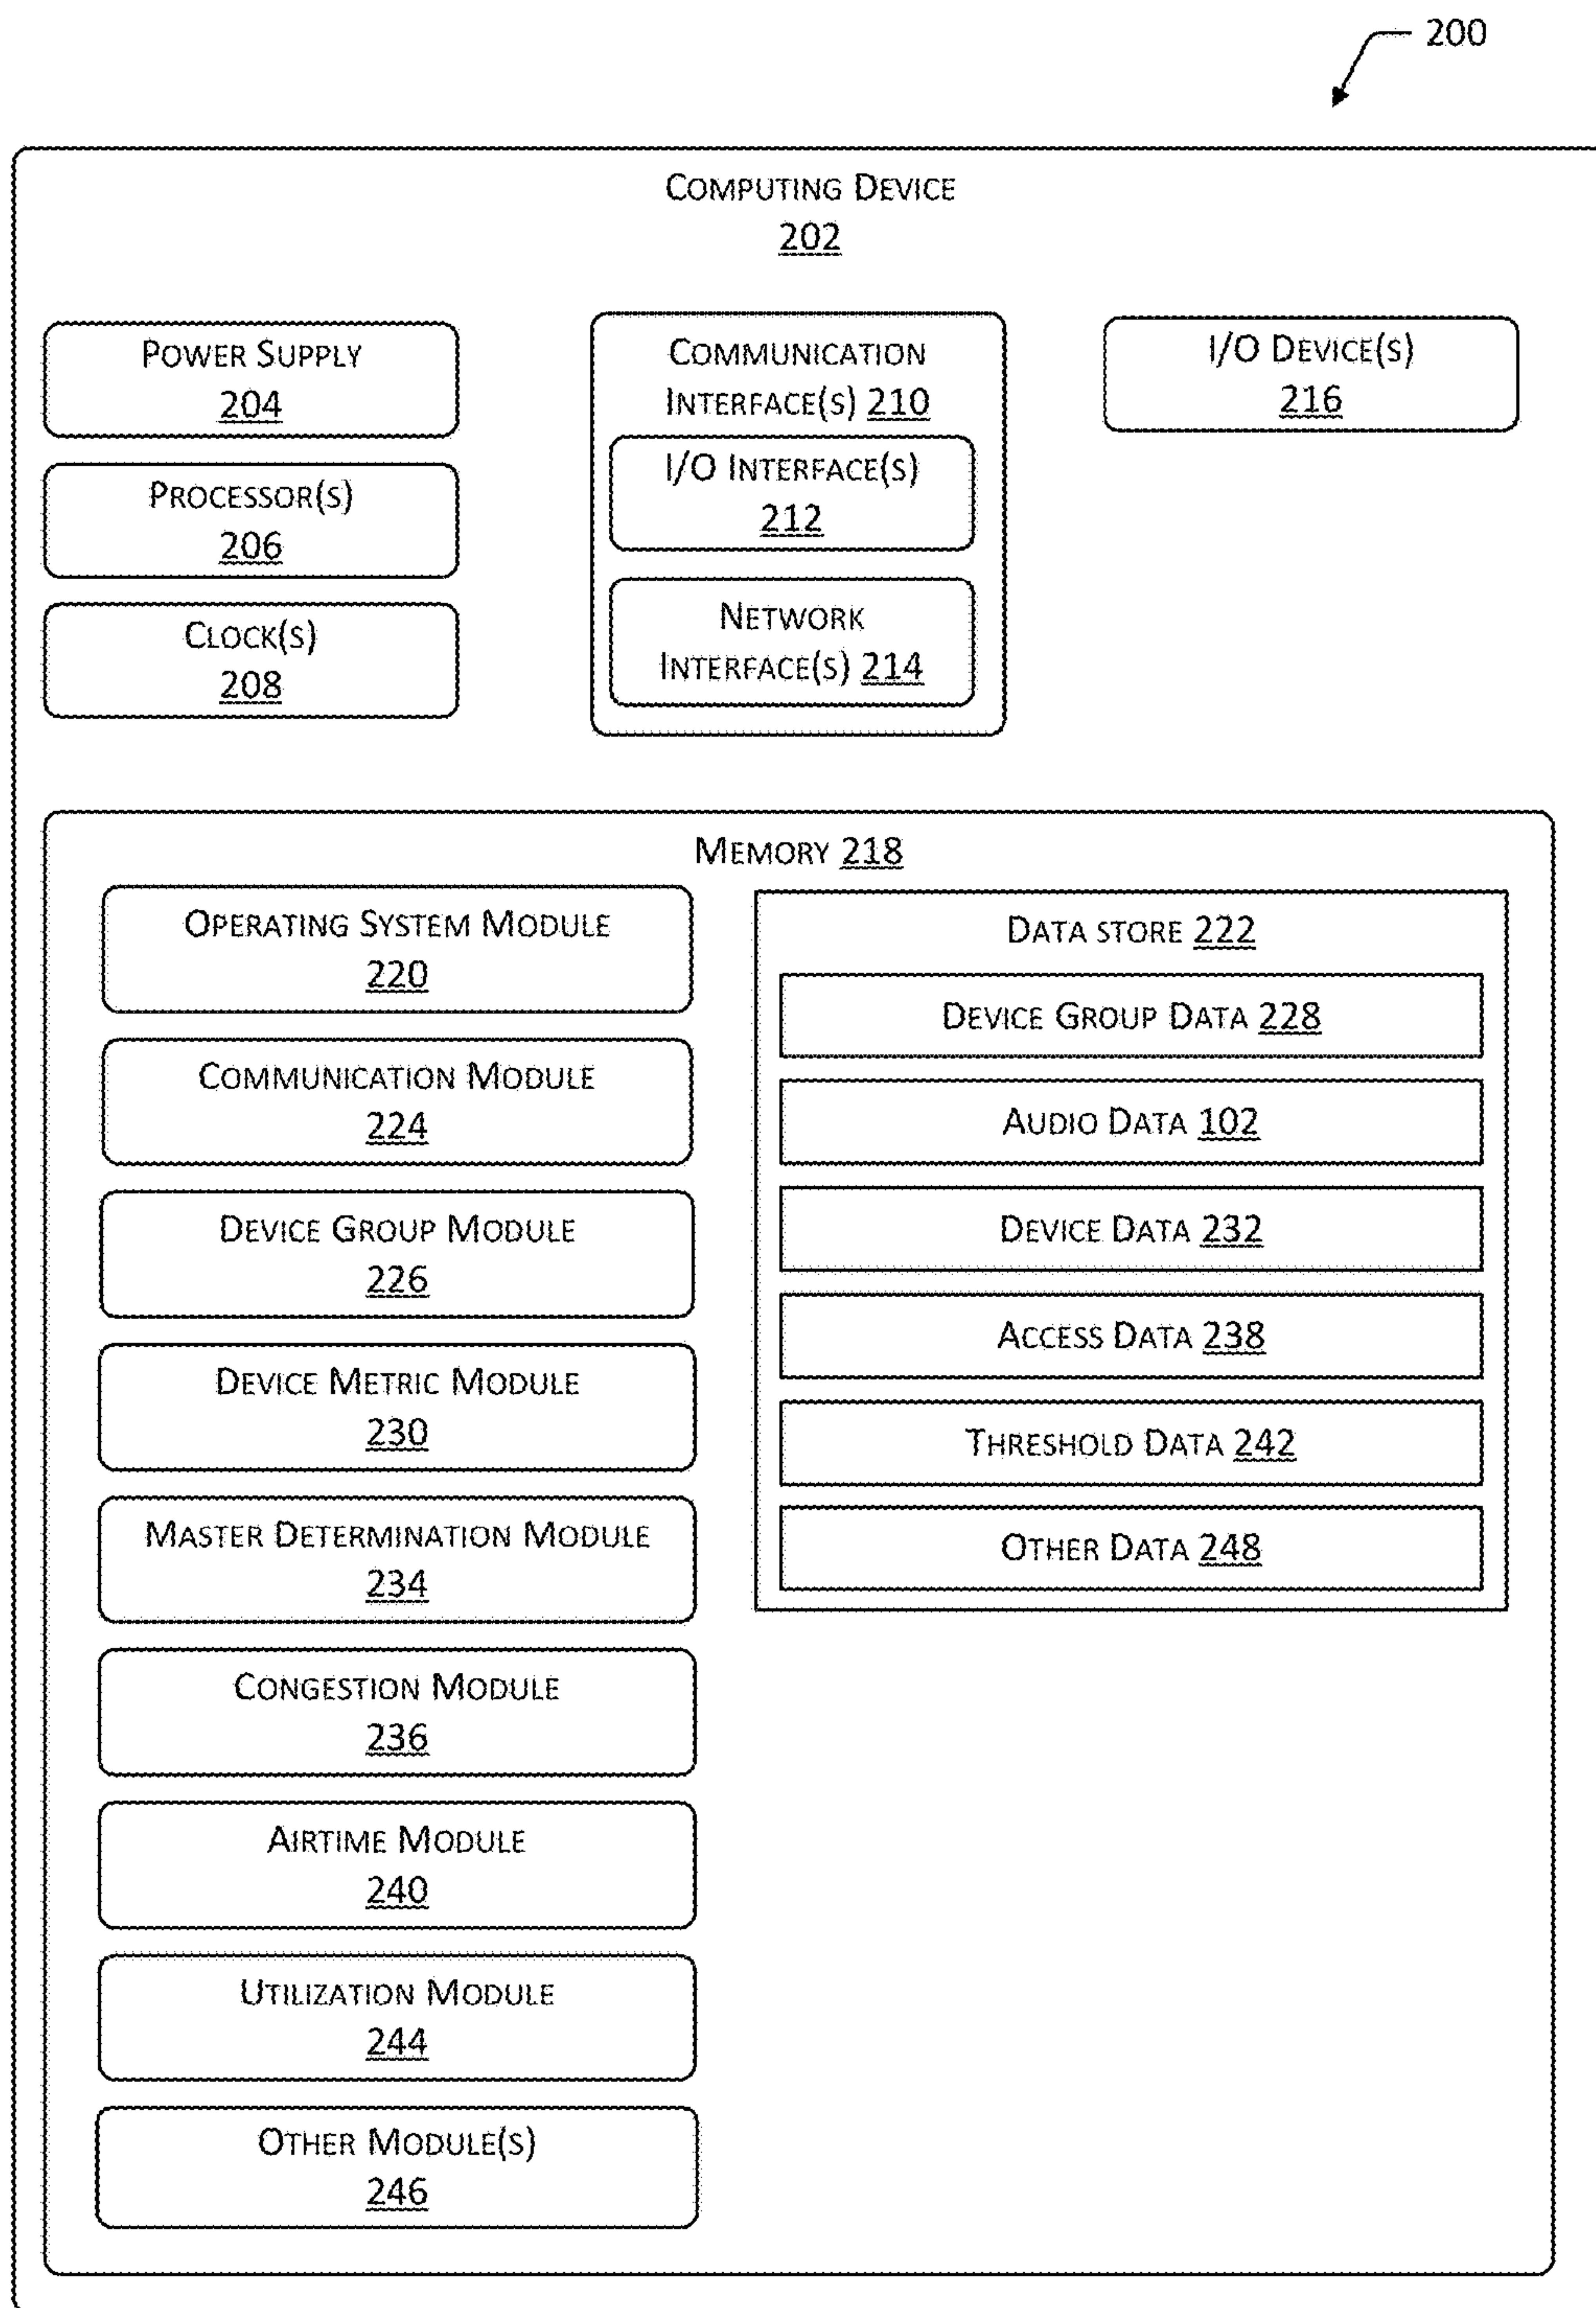 200
Computing Device
202
Power Supply
204
Processor(s)
206
Clock(s)
208
Communication
Interface(s) 210
I/O Interface(s)
212
Network
Interface(s) 214
I/O Device(s)
216
Memory 218
Operating System Module
220
Communication Module
224
Device Group Module
226
Device Metric Module
230
Master Determination Module
234
Congestion Module
236
Airtime Module
240
Utilization Module
244
Other Module(s)
246
Data store 222
Device Group Data 228
Audio Data 102
Device Data 232
Access Data 238
Threshold Data 242
Other Data 248